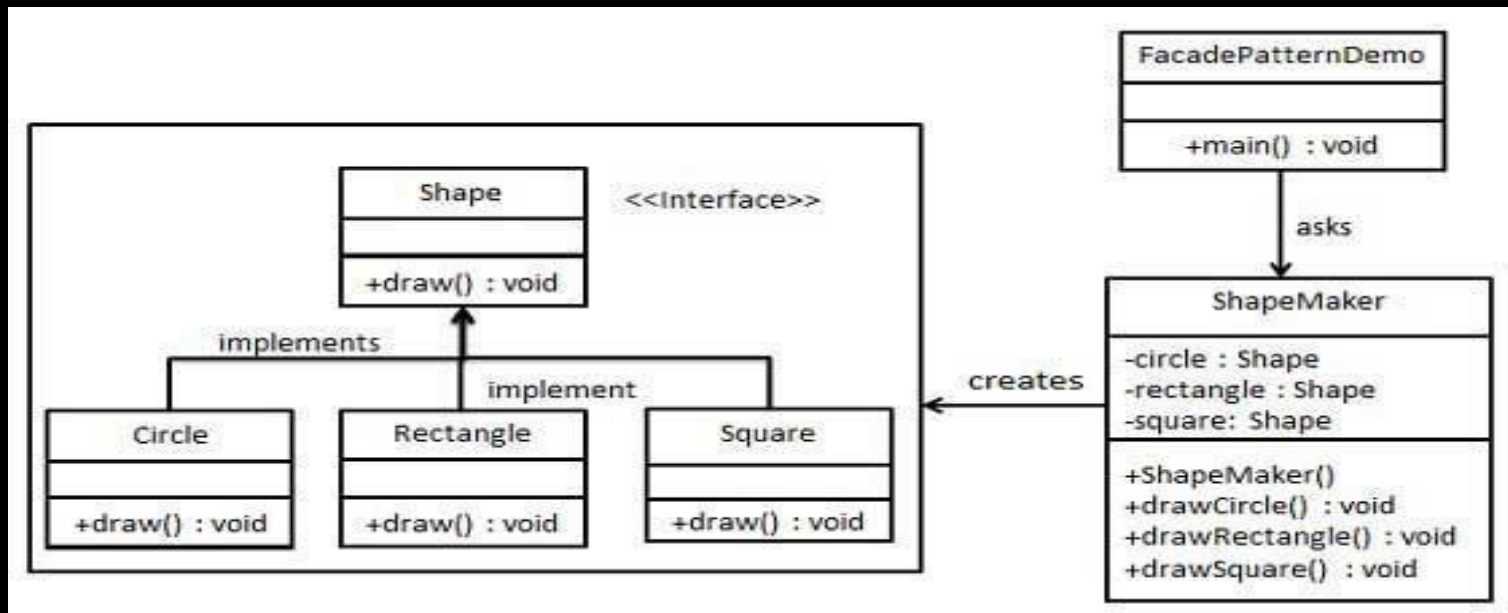 FacadePatternDemo
+main() : void
asks
Shape
<<Interface>>
+draw() : void
implements
implement
Circle
+draw() : void
Rectangle
+draw() : void
Square
+draw() : void
creates
ShapeMaker
-circle : Shape
-rectangle : Shape
-square: Shape
+ShapeMaker()
+drawCircle() : void
+drawRectangle() : void
+drawSquare() : void